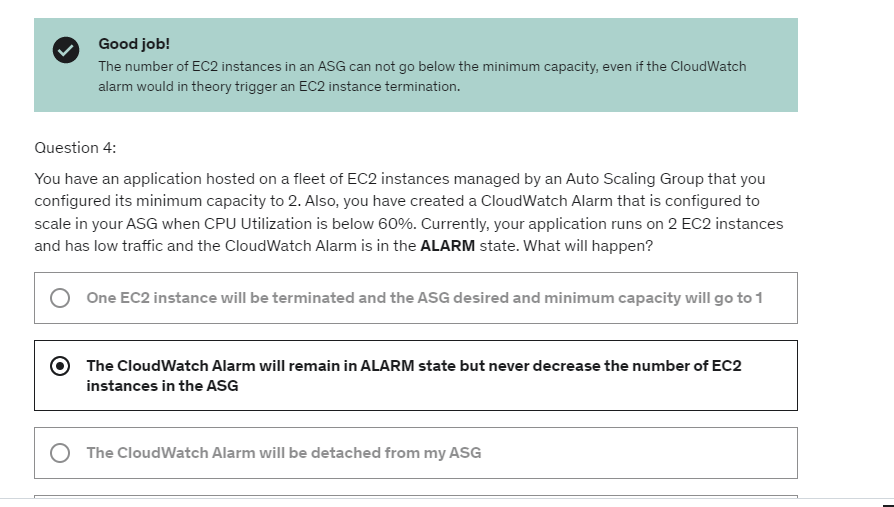 Good job!
The number of EC2 instances in an ASG can not go below the minimum capacity, even if the CloudWatch
alarm would in theory trigger an EC2 instance termination.
Question 4:
You have an application hosted on a fleet of EC2 instances managed by an Auto Scaling Group that you
configured its minimum capacity to 2. Also, you have created a CloudWatch Alarm that is configured to
scale in your ASG when CPU Utilization is below 60%. Currently, your application runs on 2 EC2 instances
and has low traffic and the CloudWatch Alarm is in the ALARM state. What will happen?
One EC2 instance will be terminated and the ASG desired and minimum capacity will go to 1
The CloudWatch Alarm will remain in ALARM state but never decrease the number of EC2
instances in the ASG
The CloudWatch Alarm will be detached from my ASG